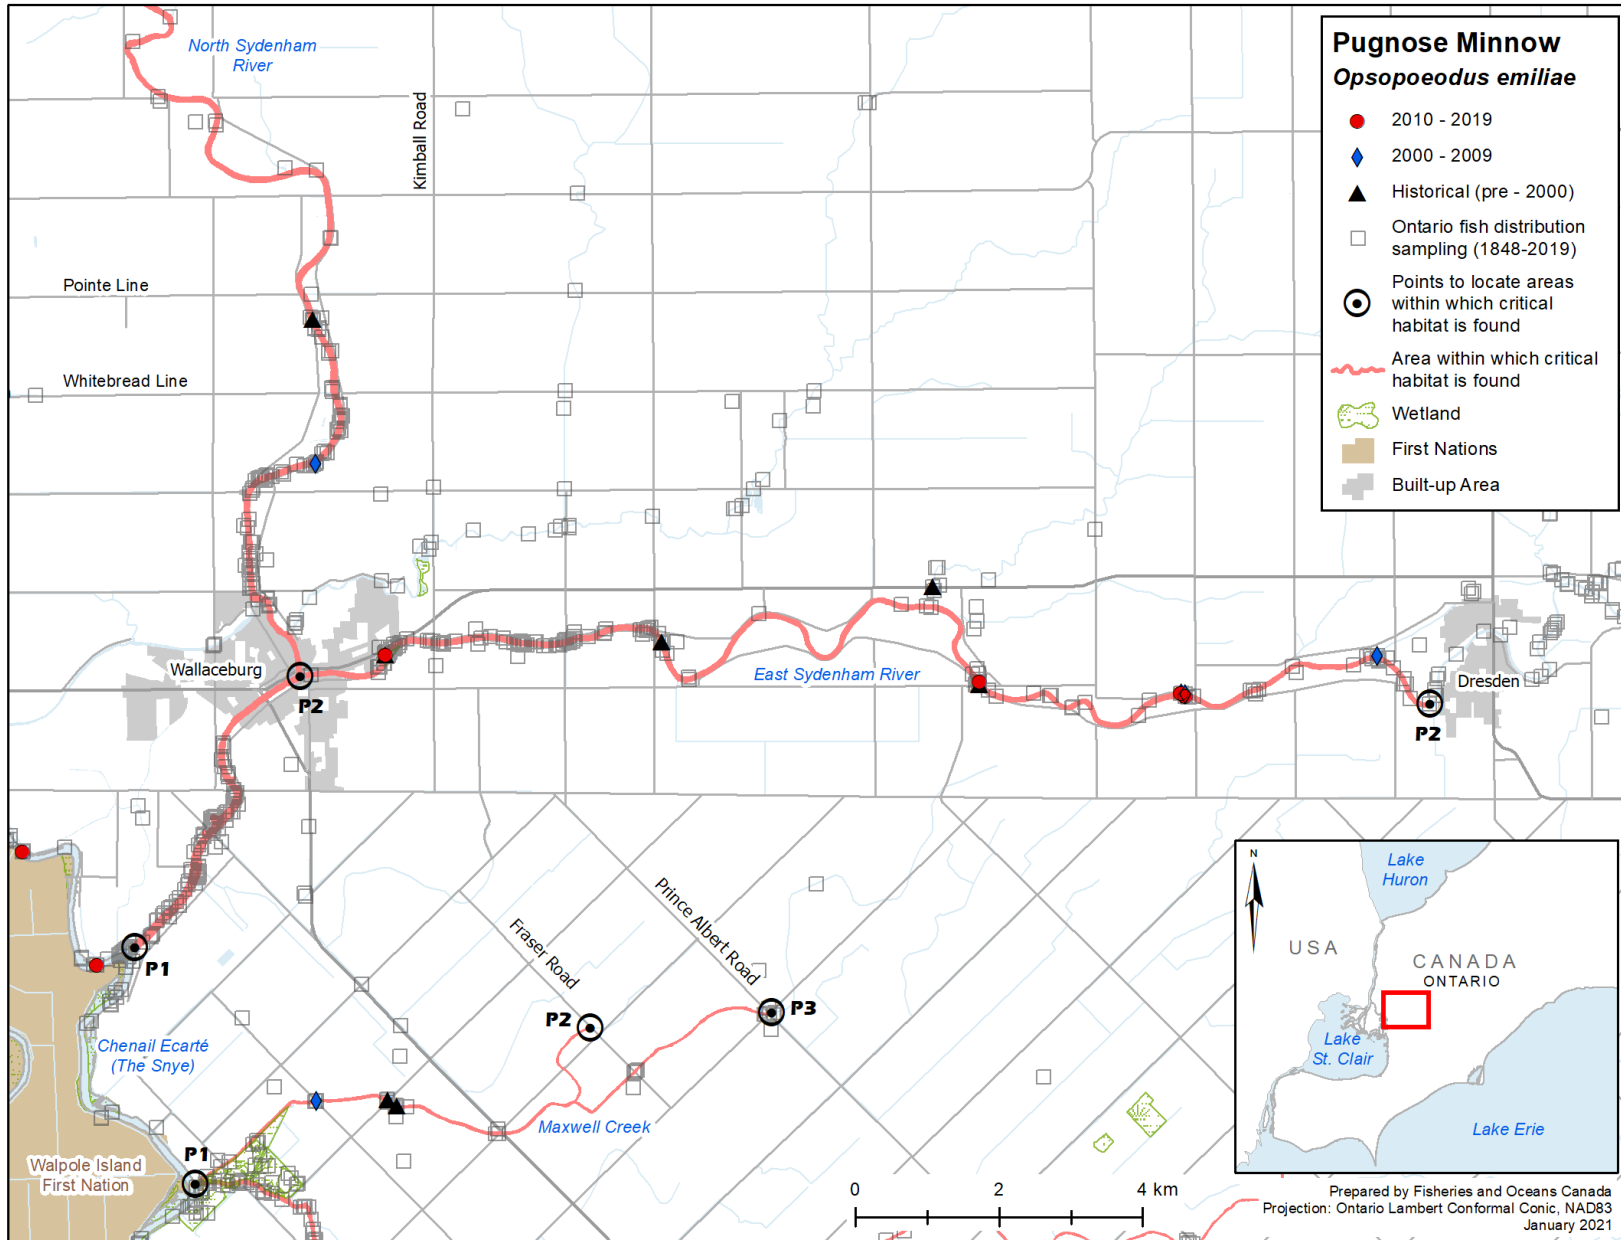 North Sydenham
River
Kimball Road
Pointe Line
Whitebread Line
Pugnose Minnow
Opsopoeodus emiliae
2010 - 2019
2000 - 2009
Historical (pre - 2000)
Ontario fish distribution
sampling (1848-2019)
Points to locate areas
within which critical
habitat is found
Area within which critical
habitat is found
Wetland
First Nations
Built-up Area
Wallaceburg
P2
East Sydenham River
Dresden
P2
P1
Fraser Road
Prince Albert Road
P2
P3
Chenail Ecarté
(The Snye)
Maxwell Creek
P1
Walpole Island
First Nation
N
Lake
Huron
USA
CANADA
ONTARIO
Lake
St. Clair
Lake Erie
0 2 4 km
Prepared by Fisheries and Oceans Canada
Projection: Ontario Lambert Conformal Conic, NAD83
January 2021